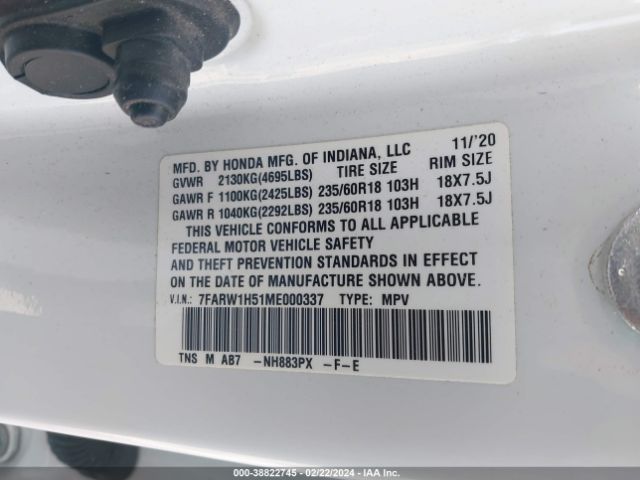 MFD. BY HONDA MFG. OF INDIANA, LLC 11/'20
GVWR 2130KG(4695LBS) TIRE SIZE RIM SIZE
GAWR F 1100KG(2425LBS) 235/60R18 103H 18X7.5J
GAWR R 1040KG(2292LBS) 235/60R18 103H 18X7.5J
THIS VEHICLE CONFORMS TO ALL APPLICABLE
FEDERAL MOTOR VEHICLE SAFETY
AND THEFT PREVENTION STANDARDS IN EFFECT
ON THE DATE OF MANUFACTURE SHOWN ABOVE.
V.I.N.: 7FARW1H51ME000337 TYPE: MPV
TNS M AB7 -NH883PX -F-E
000-38822745 - 02/22/2024 - IAA Inc.